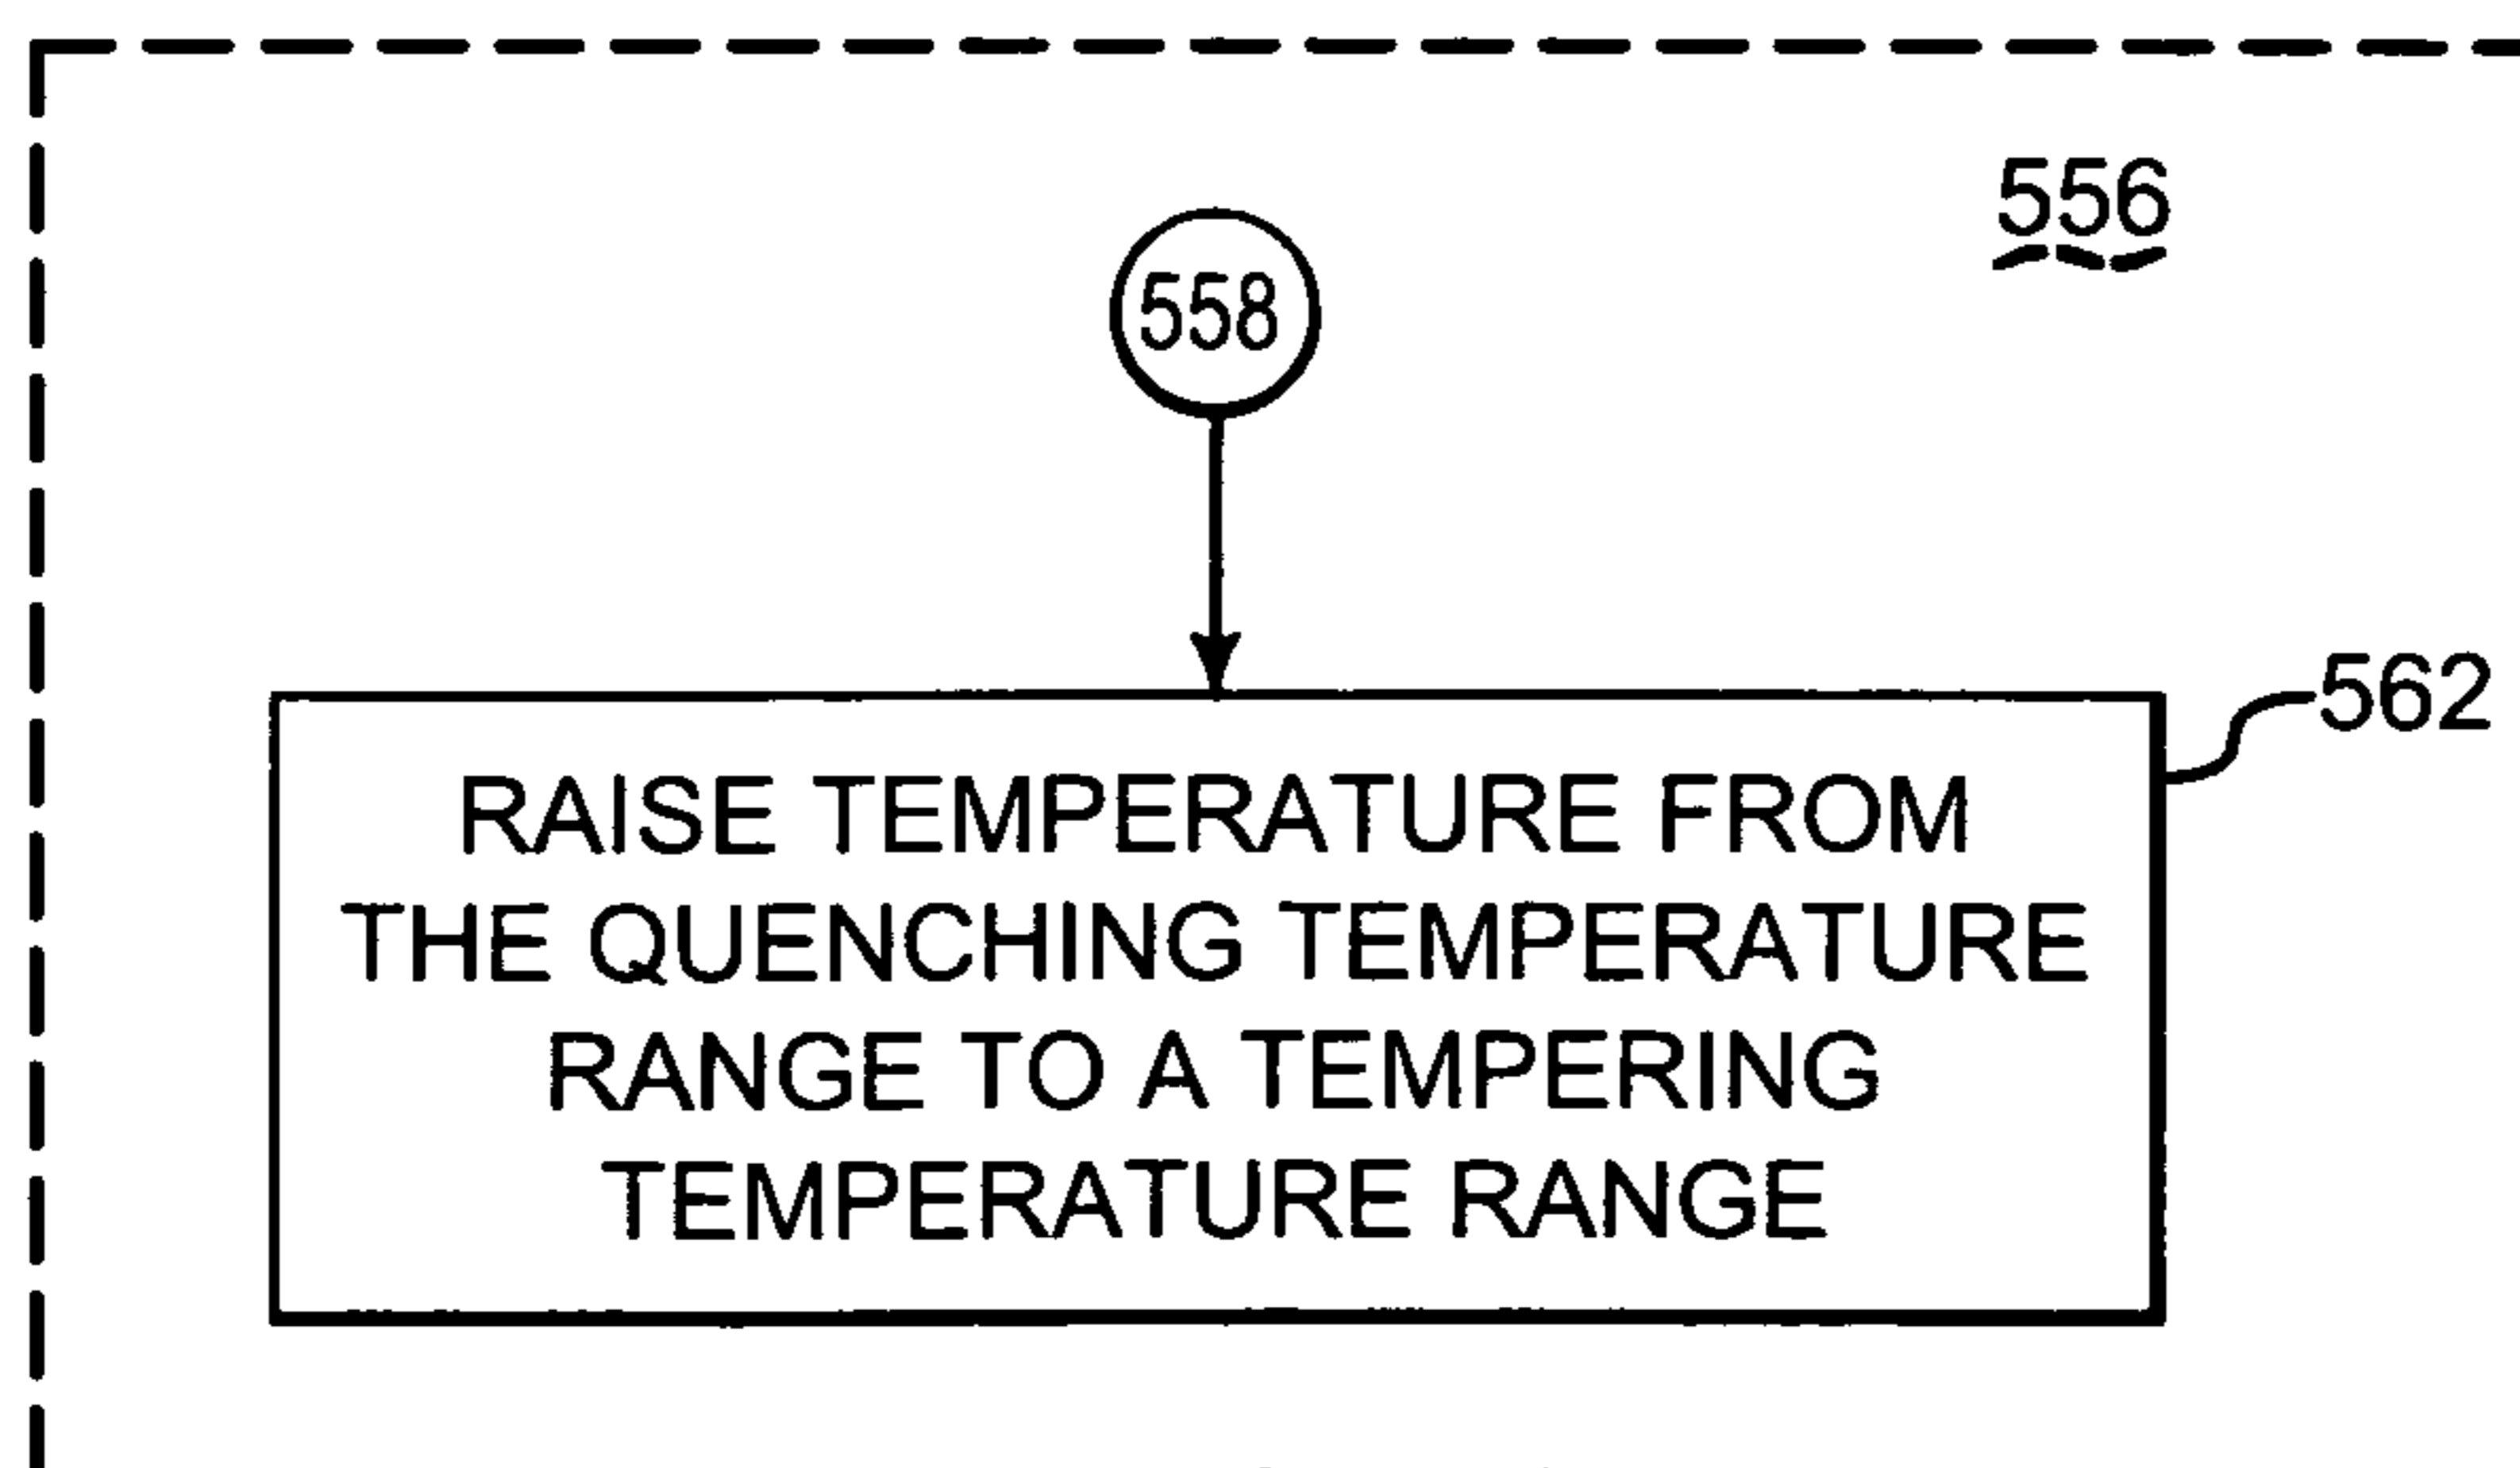 556
558
562
RAISE TEMPERATURE FROM
THE QUENCHING TEMPERATURE
RANGE TO A TEMPERING
TEMPERATURE RANGE